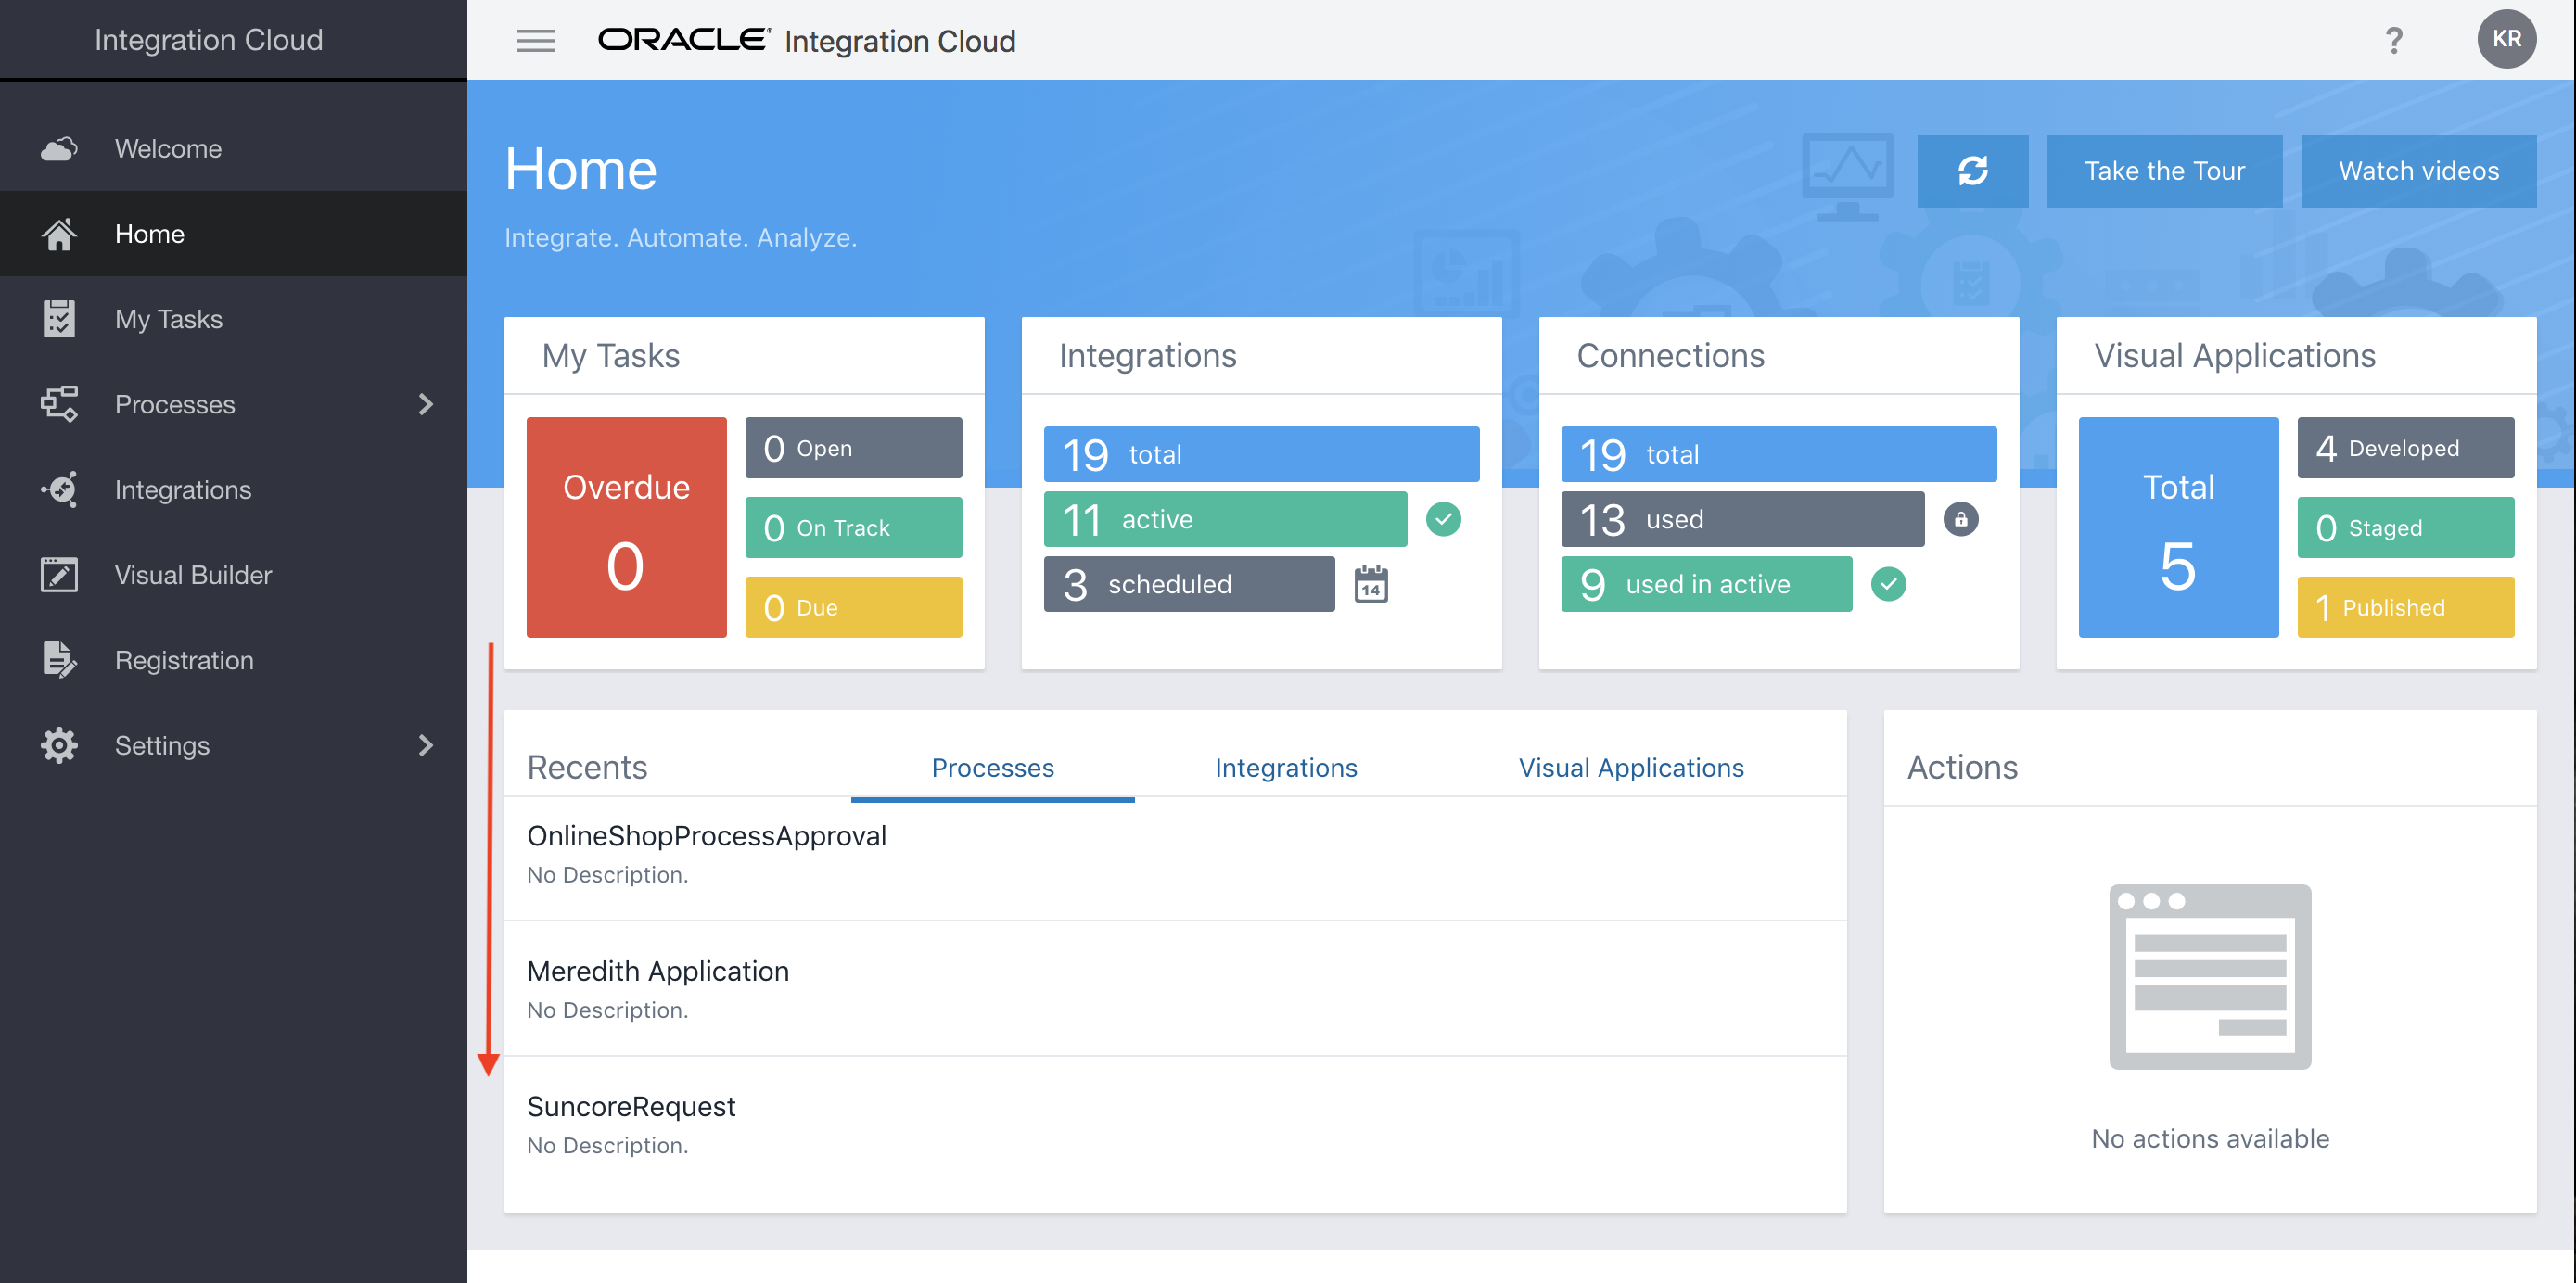 Integration Cloud
Welcome
Home
My Tasks
Processes
Integrations
Visual Builder
Registration
Settings
ORACLE® Integration Cloud
?
KR
Home
Integrate. Automate. Analyze.
Take the Tour
Watch videos
My Tasks
Overdue
0
0 Open
0 On Track
0 Due
Integrations
19 total
11 active
3 scheduled
14
Connections
19 total
13 used
9 used in active
Visual Applications
Total
5
4 Developed
0 Staged
1 Published
Recents
Processes
Integrations
Visual Applications
OnlineShopProcessApproval
No Description.
Meredith Application
No Description.
SuncoreRequest
No Description.
Actions
No actions available